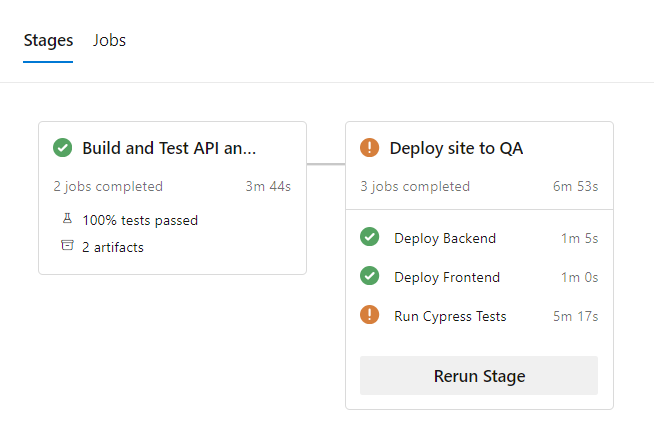 Stages Jobs
Build and Test API an...
2 jobs completed 3m 44s
100% tests passed
2 artifacts
Deploy site to QA
3 jobs completed 6m 53s
Deploy Backend 1m 5s
Deploy Frontend 1m 0s
Run Cypress Tests 5m 17s
Rerun Stage